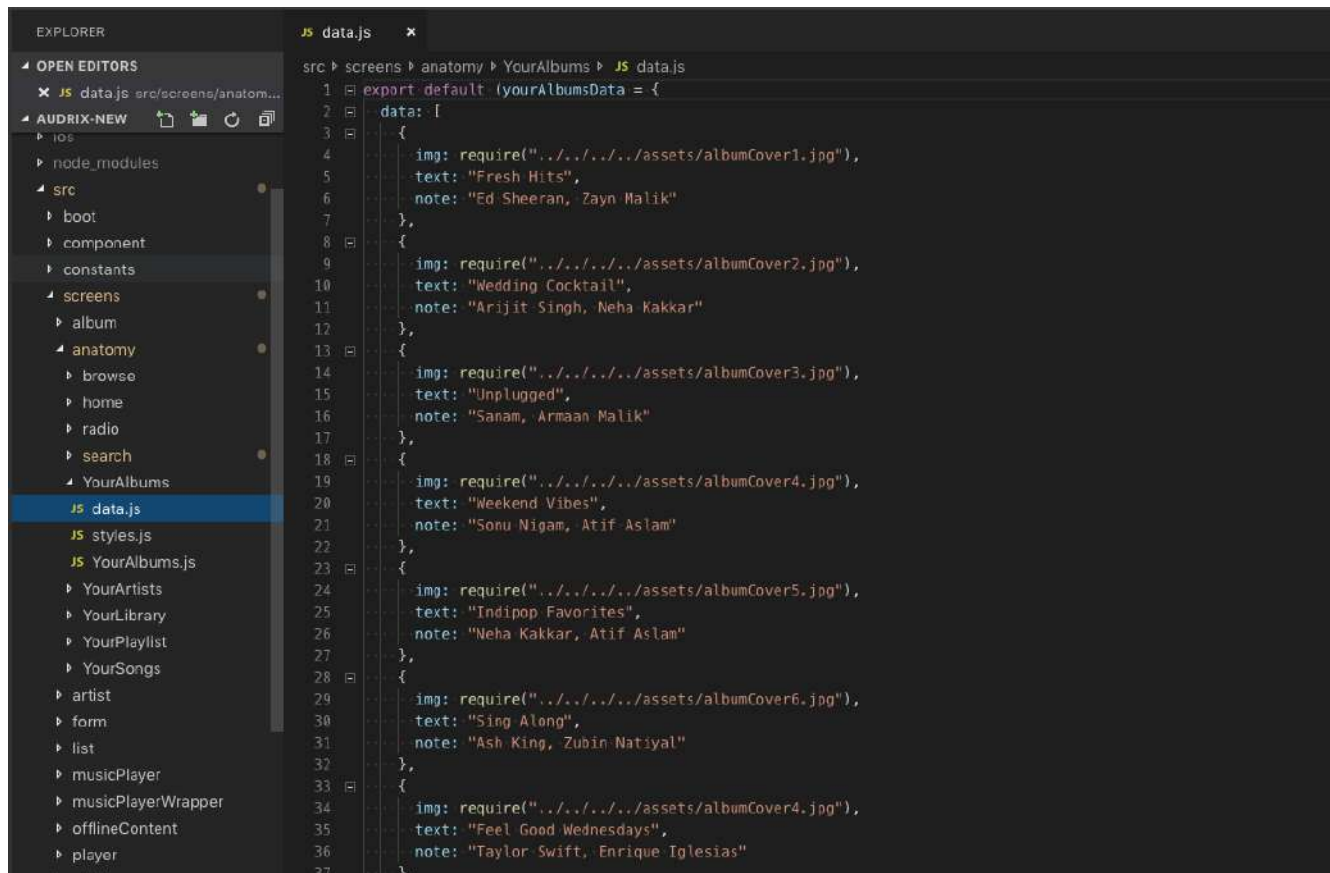 EXPLORER
OPEN EDITORS
JS data.js src/screens/anatom...
AUDRIX-NEW
ios
node_modules
src
boot
component
constants
screens
album
anatomy
browse
home
radio
search
YourAlbums
JS data.js
JS styles.js
JS YourAlbums.js
YourArtists
YourLibrary
YourPlaylist
YourSongs
artist
form
list
musicPlayer
musicPlayerWrapper
offlineContent
player
JS data.js
src screens anatomy YourAlbums JS data.js
1 export default (yourAlbumsData = {
2 data: [
3 {
4 img: require("../../../../assets/albumCover1.jpg"),
5 text: "Fresh Hits",
6 note: "Ed Sheeran, Zayn Malik"
7 },
8 {
9 img: require("../../../../assets/albumCover2.jpg"),
10 text: "Wedding Cocktail",
11 note: "Arijit Singh, Neha Kakkar"
12 },
13 {
14 img: require("../../../../assets/albumCover3.jpg"),
15 text: "Unplugged",
16 note: "Sanam, Armaan Malik"
17 },
18 {
19 img: require("../../../../assets/albumCover4.jpg"),
20 text: "Weekend Vibes",
21 note: "Sonu Nigam, Atif Aslam"
22 },
23 {
24 img: require("../../../../assets/albumCover5.jpg"),
25 text: "Indipop Favorites",
26 note: "Neha Kakkar, Atif Aslam"
27 },
28 {
29 img: require("../../../../assets/albumCover6.jpg"),
30 text: "Sing Along",
31 note: "Ash King, Zubin Natiyal"
32 },
33 {
34 img: require("../../../../assets/albumCover4.jpg"),
35 text: "Feel Good Wednesdays",
36 note: "Taylor Swift, Enrique Iglesias"
37 }